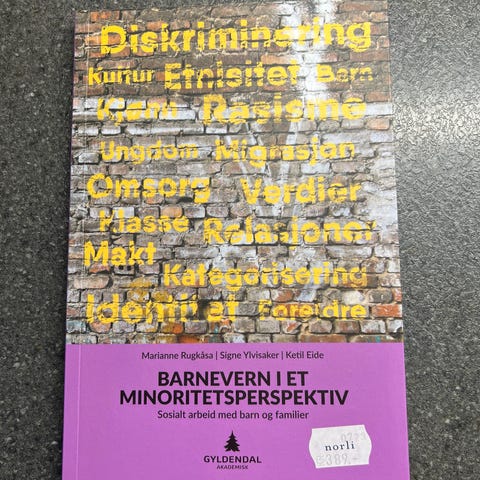 Diskriminering
Kultur Etnisitet Barn
Kjønn Rasisme
Ungdom Migrasjon
Omsorg Verdier
Klasse Relasjoner
Makt
Kategorisering
Identitet Foreldre
Marianne Rugkåsa | Signe Ylvisaker | Ketil Eide
BARNEVERN I ET
MINORITETSPERSPEKTIV
Sosialt arbeid med barn og familier
GYLDENDAL
AKADEMISK
norli
389,-